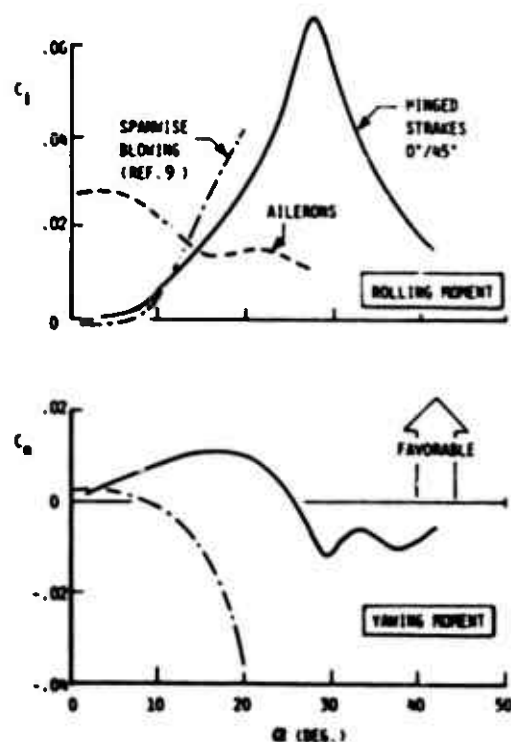 .06
C_l
.04
.02
0
SPANWISE
BLOWING
(REF. 9)
HINGED
STRAKES
0°/45°
AILERONS
ROLLING MOMENT
.02
C_n
0
-.02
-.04
FAVORABLE
YAWING MOMENT
0 10 20 30 40 50
α (DEG.)